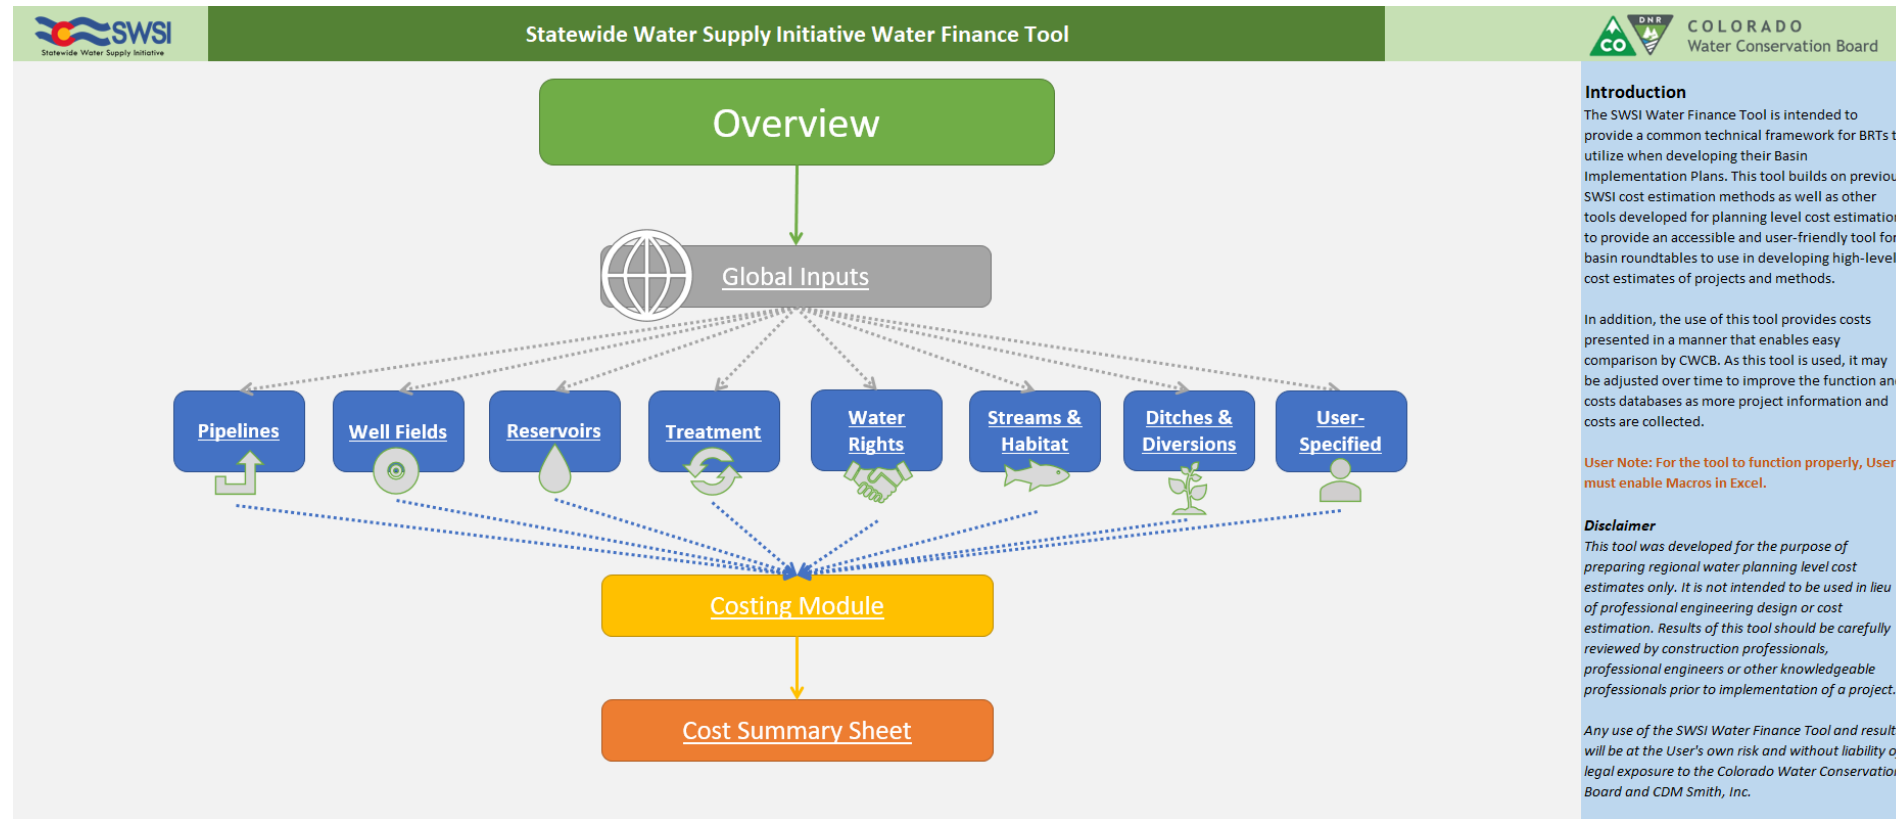 SWSI
Statewide Water Supply Initiative
Statewide Water Supply Initiative Water Finance Tool
CO
DNR
COLORADO
Water Conservation Board
Overview
Global Inputs
Pipelines
Well Fields
Reservoirs
Treatment
Water
Rights
Streams &
Habitat
Ditches &
Diversions
User-
Specified
Costing Module
Cost Summary Sheet
Introduction
The SWSI Water Finance Tool is intended to
provide a common technical framework for BRTs t
utilize when developing their Basin
Implementation Plans. This tool builds on previou
SWSI cost estimation methods as well as other
tools developed for planning level cost estimation
to provide an accessible and user-friendly tool for
basin roundtables to use in developing high-level
cost estimates of projects and methods.
In addition, the use of this tool provides costs
presented in a manner that enables easy
comparison by CWCB. As this tool is used, it may
be adjusted over time to improve the function and
costs databases as more project information and
costs are collected.
User Note: For the tool to function properly, User
must enable Macros in Excel.
Disclaimer
This tool was developed for the purpose of
preparing regional water planning level cost
estimates only. It is not intended to be used in lieu
of professional engineering design or cost
estimation. Results of this tool should be carefully
reviewed by construction professionals,
professional engineers or other knowledgeable
professionals prior to implementation of a project.
Any use of the SWSI Water Finance Tool and result
will be at the User's own risk and without liability o
legal exposure to the Colorado Water Conservation
Board and CDM Smith, Inc.